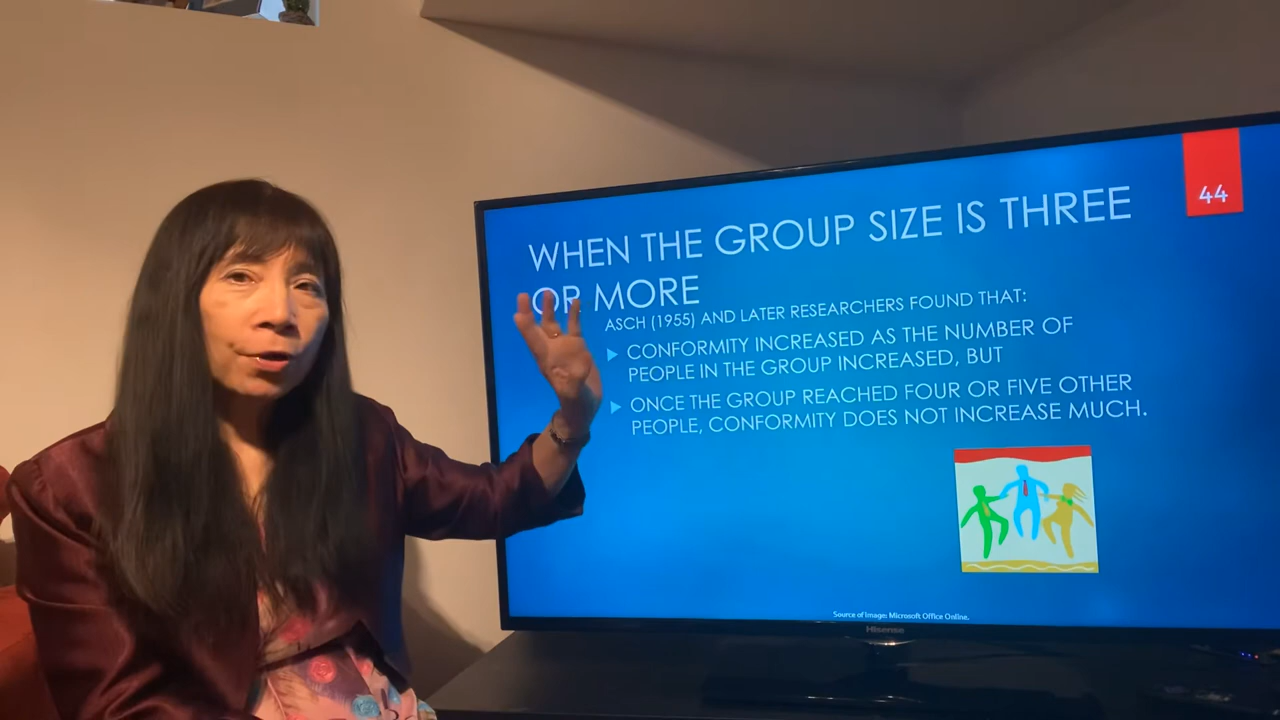 44
WHEN THE GROUP SIZE IS THREE
OR MORE
ASCH (1955) AND LATER RESEARCHERS FOUND THAT:
CONFORMITY INCREASED AS THE NUMBER OF
PEOPLE IN THE GROUP INCREASED, BUT
ONCE THE GROUP REACHED FOUR OR FIVE OTHER
PEOPLE, CONFORMITY DOES NOT INCREASE MUCH.
Source of Image: Microsoft Office Online.
Hisense